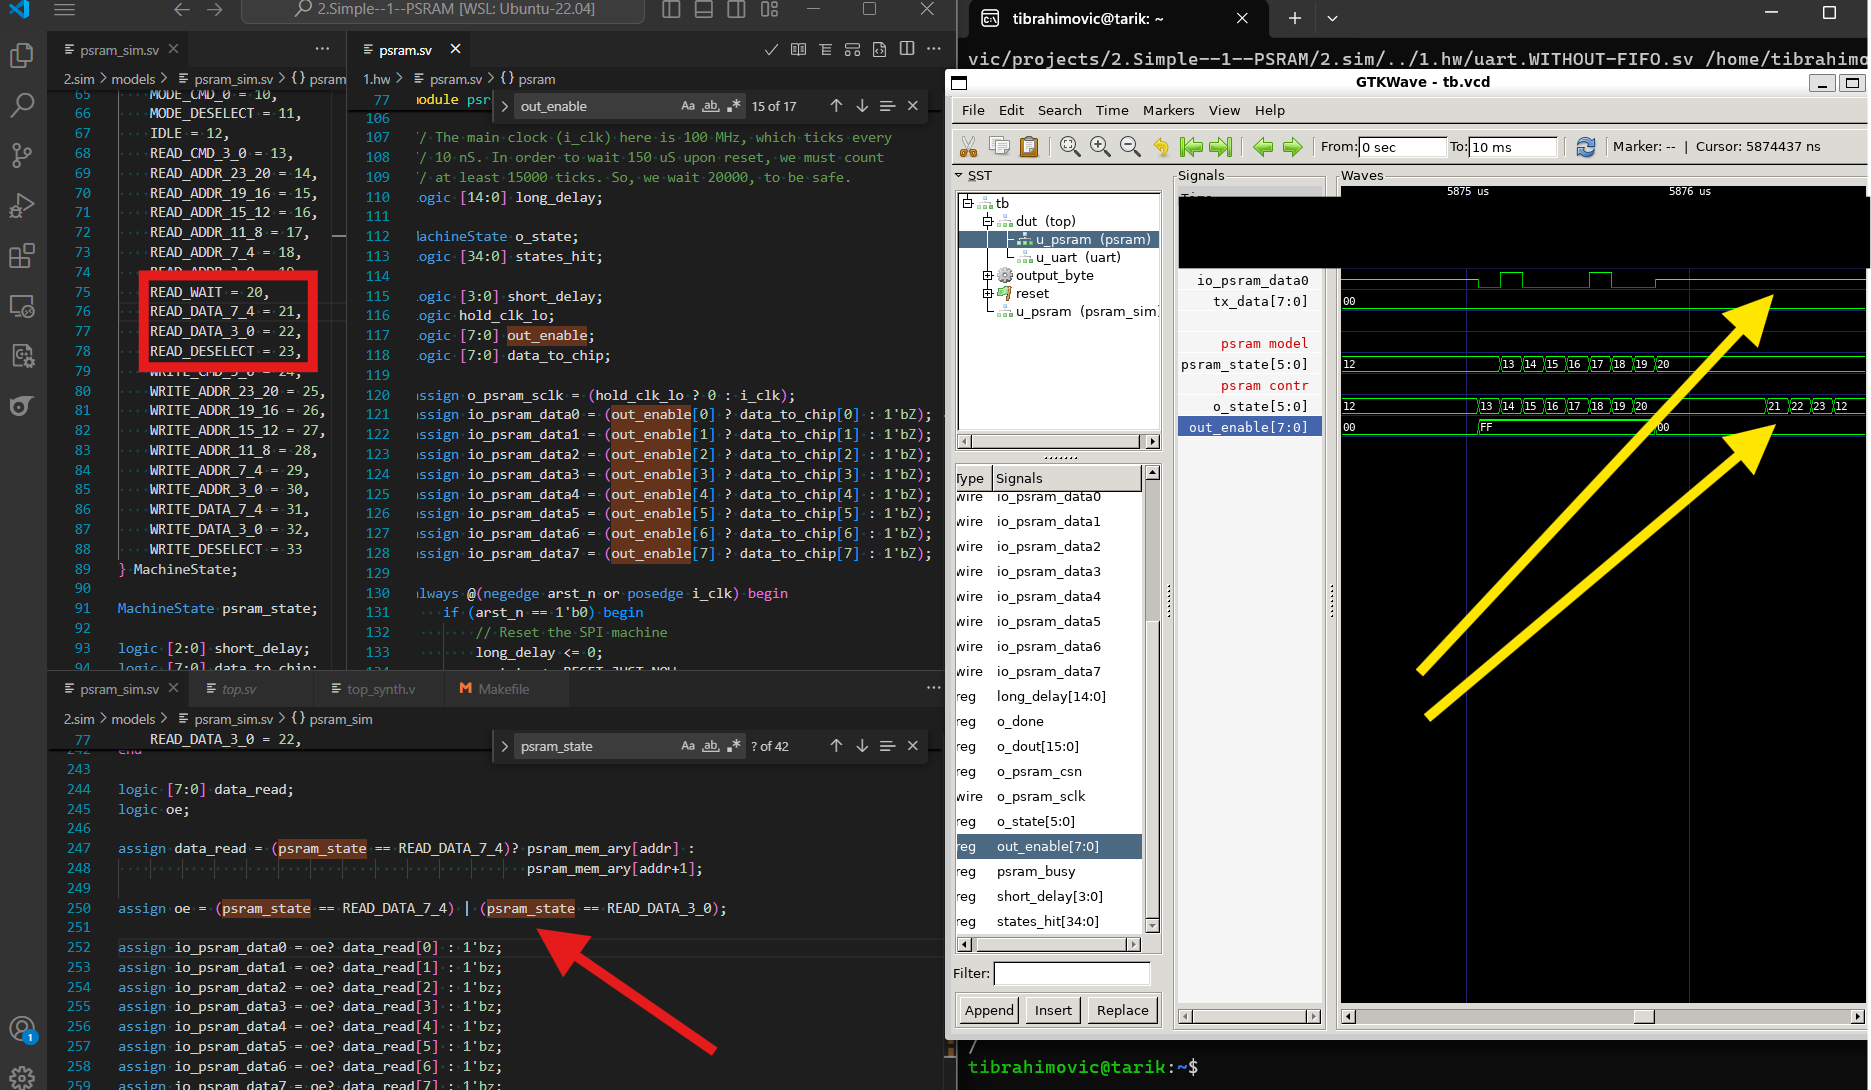 2.Simple--1--PSRAM [WSL: Ubuntu-22.04]
psram_sim.sv
2.sim > models > psram_sim.sv > {} psram
65 MODE_CMD_0 = 10,
66 MODE_DESELECT = 11,
67 IDLE = 12,
68 READ_CMD_3_0 = 13,
69 READ_ADDR_23_20 = 14,
70 READ_ADDR_19_16 = 15,
71 READ_ADDR_15_12 = 16,
72 READ_ADDR_11_8 = 17,
73 READ_ADDR_7_4 = 18,
74 READ_ADDR_3_0 = 19,
75 READ_WAIT = 20,
76 READ_DATA_7_4 = 21,
77 READ_DATA_3_0 = 22,
78 READ_DESELECT = 23,
79 WRITE_CMD_3_0 = 24,
80 WRITE_ADDR_23_20 = 25,
81 WRITE_ADDR_19_16 = 26,
82 WRITE_ADDR_15_12 = 27,
83 WRITE_ADDR_11_8 = 28,
84 WRITE_ADDR_7_4 = 29,
85 WRITE_ADDR_3_0 = 30,
86 WRITE_DATA_7_4 = 31,
87 WRITE_DATA_3_0 = 32,
88 WRITE_DESELECT = 33
89 } MachineState;
90
91 MachineState psram_state;
92
93 logic [2:0] short_delay;
94 logic [7:0] data_to_chip;
psram.sv
1.hw > psram.sv > {} psram
77 odule psr
out_enable
Aa ab 15 of 17
106
107 / The main clock (i_clk) here is 100 MHz, which ticks every
108 / 10 nS. In order to wait 150 uS upon reset, we must count
109 / at least 15000 ticks. So, we wait 20000, to be safe.
110 ogic [14:0] long_delay;
111
112 achineState o_state;
113 ogic [34:0] states_hit;
114
115 ogic [3:0] short_delay;
116 ogic hold_clk_lo;
117 ogic [7:0] out_enable;
118 ogic [7:0] data_to_chip;
119
120 ssign o_psram_sclk = (hold_clk_lo ? 0 : i_clk);
121 ssign io_psram_data0 = (out_enable[0] ? data_to_chip[0] : 1'bZ);
122 ssign io_psram_data1 = (out_enable[1] ? data_to_chip[1] : 1'bZ);
123 ssign io_psram_data2 = (out_enable[2] ? data_to_chip[2] : 1'bZ);
124 ssign io_psram_data3 = (out_enable[3] ? data_to_chip[3] : 1'bZ);
125 ssign io_psram_data4 = (out_enable[4] ? data_to_chip[4] : 1'bZ);
126 ssign io_psram_data5 = (out_enable[5] ? data_to_chip[5] : 1'bZ);
127 ssign io_psram_data6 = (out_enable[6] ? data_to_chip[6] : 1'bZ);
128 ssign io_psram_data7 = (out_enable[7] ? data_to_chip[7] : 1'bZ);
129
130 lways @(negedge arst_n or posedge i_clk) begin
131 if (arst_n == 1'b0) begin
132 // Reset the SPI machine
133 long_delay <= 0;
psram_sim.sv
top.sv
top_synth.v
Makefile
2.sim > models > psram_sim.sv > {} psram_sim
77 READ_DATA_3_0 = 22,
psram_state
Aa ab ? of 42
242 end
243
244 logic [7:0] data_read;
245 logic oe;
246
247 assign data_read = (psram_state == READ_DATA_7_4)? psram_mem_ary[addr] :
248 psram_mem_ary[addr+1];
249
250 assign oe = (psram_state == READ_DATA_7_4) | (psram_state == READ_DATA_3_0);
251
252 assign io_psram_data0 = oe? data_read[0] : 1'bz;
253 assign io_psram_data1 = oe? data_read[1] : 1'bz;
254 assign io_psram_data2 = oe? data_read[2] : 1'bz;
255 assign io_psram_data3 = oe? data_read[3] : 1'bz;
256 assign io_psram_data4 = oe? data_read[4] : 1'bz;
257 assign io_psram_data5 = oe? data_read[5] : 1'bz;
258 assign io_psram_data6 = oe? data_read[6] : 1'bz;
259 assign io_psram_data7 = oe? data_read[7] : 1'bz;
1
tibrahimovic@tarik: ~
vic/projects/2.Simple--1--PSRAM/2.sim/../1.hw/uart.WITHOUT-FIFO.sv /home/tibrahimo
GTKWave - tb.vcd
File Edit Search Time Markers View Help
From: 0 sec To: 10 ms Marker: -- | Cursor: 5874437 ns
SST
tb
dut (top)
u_psram (psram)
u_uart (uart)
output_byte
reset
u_psram (psram_sim)
Type Signals
wire io_psram_data0
wire io_psram_data1
wire io_psram_data2
wire io_psram_data3
wire io_psram_data4
wire io_psram_data5
wire io_psram_data6
wire io_psram_data7
reg long_delay[14:0]
reg o_done
reg o_dout[15:0]
reg o_psram_csn
wire o_psram_sclk
reg o_state[5:0]
reg out_enable[7:0]
reg psram_busy
reg short_delay[3:0]
reg states_hit[34:0]
Filter:
Append Insert Replace
Signals
io_psram_data0
tx_data[7:0]
psram model
psram_state[5:0]
psram contr
o_state[5:0]
out_enable[7:0]
Waves
5875 us 5876 us
00
12 13 14 15 16 17 18 19 20
12 13 14 15 16 17 18 19 20 21 22 23 12
00 FF 00
/
tibrahimovic@tarik:~$